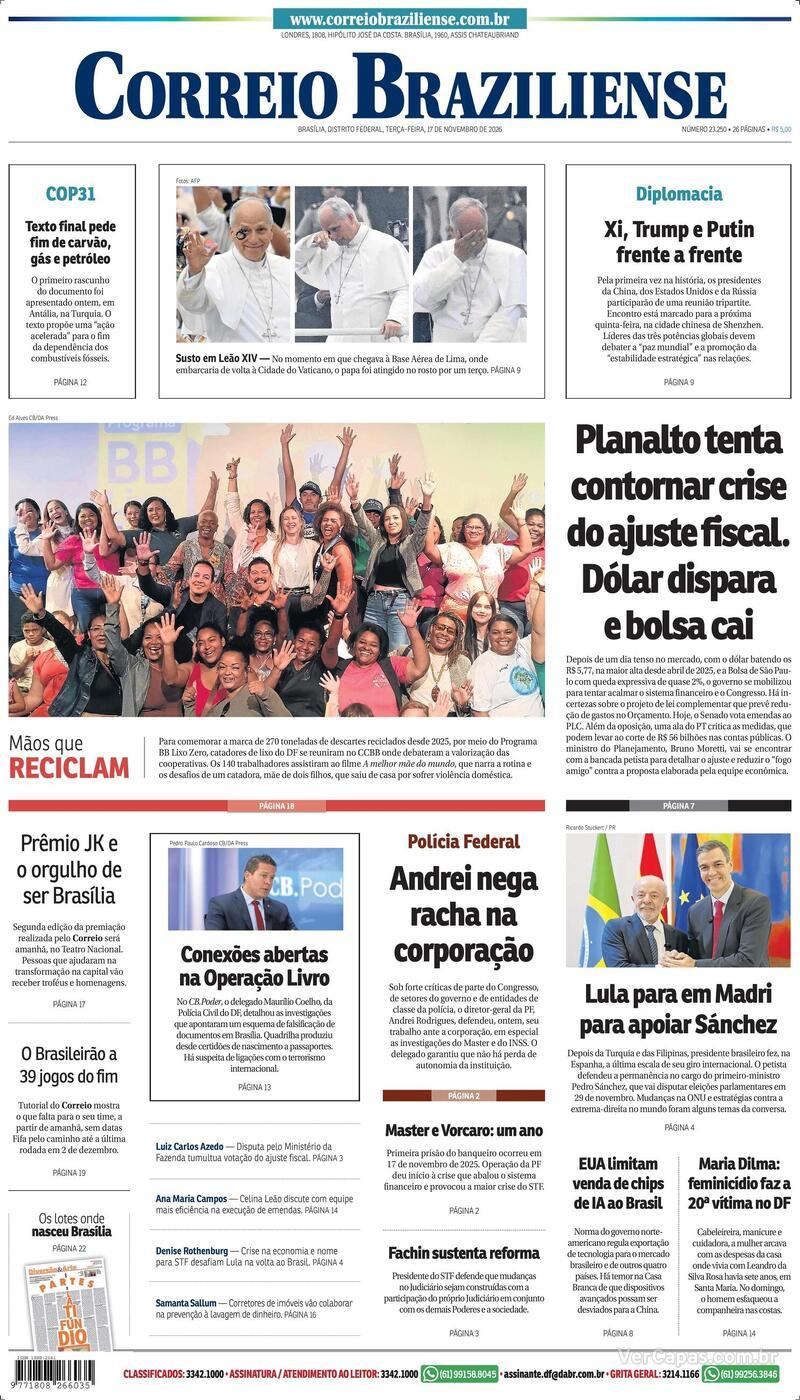 www.correiobraziliense.com.br
LONDRES, 1808, HIPÓLITO JOSÉ DA COSTA. BRASÍLIA, 1960, ASSIS CHATEAUBRIAND
CORREIO BRAZILIENSE
BRASÍLIA, DISTRITO FEDERAL, TERÇA-FEIRA, 17 DE NOVEMBRO DE 2026
NÚMERO 23.250 • 26 PÁGINAS • R$ 5,00
COP31
Texto final pede
fim de carvão,
gás e petróleo
O primeiro rascunho
do documento foi
apresentado ontem, em
Antália, na Turquia. O
texto propõe uma “ação
acelerada” para o fim
da dependência dos
combustíveis fósseis.
PÁGINA 12
Fotos: AFP
Susto em Leão XIV — No momento em que chegava à Base Aérea de Lima, onde
embarcaria de volta à Cidade do Vaticano, o papa foi atingido no rosto por um terço. PÁGINA 9
Diplomacia
Xi, Trump e Putin
frente a frente
Pela primeira vez na história, os presidentes
da China, dos Estados Unidos e da Rússia
participarão de uma reunião tripartite.
Encontro está marcado para a próxima
quinta-feira, na cidade chinesa de Shenzhen.
Líderes das três potências globais devem
debater a “paz mundial” e a promoção da
“estabilidade estratégica” nas relações.
PÁGINA 9
Ed Alves CB/DA Press
Programa
BB
Mãos que
RECICLAM
Para comemorar a marca de 270 toneladas de descartes reciclados desde 2025, por meio do Programa
BB Lixo Zero, catadores de lixo do DF se reuniram no CCBB onde debateram a valorização das
cooperativas. Os 140 trabalhadores assistiram ao filme A melhor mãe do mundo, que narra a rotina e
os desafios de um catadora, mãe de dois filhos, que saiu de casa por sofrer violência doméstica.
PÁGINA 18
Planalto tenta
contornar crise
do ajuste fiscal.
Dólar dispara
e bolsa cai
Depois de um dia tenso no mercado, com o dólar batendo os
R$ 5,77, na maior alta desde abril de 2025, e a Bolsa de São Pau-
lo com queda expressiva de quase 2%, o governo se mobilizou
para tentar acalmar o sistema financeiro e o Congresso. Há in-
certezas sobre o projeto de lei complementar que prevê redu-
ção de gastos no Orçamento. Hoje, o Senado vota emendas ao
PLC. Além da oposição, uma ala do PT critica as medidas, que
podem levar ao corte de R$ 56 bilhões nas contas públicas. O
ministro do Planejamento, Bruno Moretti, vai se encontrar
com a bancada petista para detalhar o ajuste e reduzir o “fogo
amigo” contra a proposta elaborada pela equipe econômica.
PÁGINA 7
Prêmio JK e
o orgulho de
ser Brasília
Segunda edição da premiação
realizada pelo Correio será
amanhã, no Teatro Nacional.
Pessoas que ajudaram na
transformação na capital vão
receber troféus e homenagens.
PÁGINA 17
O Brasileirão a
39 jogos do fim
Tutorial do Correio mostra
o que falta para o seu time, a
partir de amanhã, sem datas
Fifa pelo caminho até a última
rodada em 2 de dezembro.
PÁGINA 19
Os lotes onde
nasceu Brasília
PÁGINA 22
Diversão&Arte
PARTES
A
TI
FÚN
DIO
Pedro Paulo Cardoso CB/DA Press
CB.Pod
Conexões abertas
na Operação Livro
No CB.Poder, o delegado Maurílio Coelho, da
Polícia Civil do DF, detalhou as investigações
que apontaram um esquema de falsificação de
documentos em Brasília. Quadrilha produziu
desde certidões de nascimento a passaportes.
Há suspeita de ligações com o terrorismo
internacional.
PÁGINA 13
Luiz Carlos Azedo — Disputa pelo Ministério da
Fazenda tumultua votação do ajuste fiscal. PÁGINA 3
Ana Maria Campos — Celina Leão discute com equipe
mais eficiência na execução de emendas. PÁGINA 14
Denise Rothenburg — Crise na economia e nome
para STF desafiam Lula na volta ao Brasil. PÁGINA 4
Samanta Sallum — Corretores de imóveis vão colaborar
na prevenção à lavagem de dinheiro. PÁGINA 16
Polícia Federal
Andrei nega
racha na
corporação
Sob forte críticas de parte do Congresso,
de setores do governo e de entidades de
classe da polícia, o diretor-geral da PF,
Andrei Rodrigues, defendeu, ontem, seu
trabalho ante a corporação, em especial
as investigações do Master e do INSS. O
delegado garantiu que não há perda de
autonomia da instituição.
PÁGINA 2
Master e Vorcaro: um ano
Primeira prisão do banqueiro ocorreu em
17 de novembro de 2025. Operação da PF
deu início à crise que abalou o sistema
financeiro e provocou a maior crise do STF.
PÁGINA 2
Fachin sustenta reforma
Presidente do STF defende que mudanças
no Judiciário sejam construídas com a
participação do próprio Judiciário em conjunto
com os demais Poderes e a sociedade.
PÁGINA 3
Ricardo Stuckert / PR
Lula para em Madri
para apoiar Sánchez
Depois da Turquia e das Filipinas, presidente brasileiro fez, na
Espanha, a última escala de seu giro internacional. O petista
defendeu a permanência no cargo do primeiro-ministro
Pedro Sánchez, que vai disputar eleições parlamentares em
29 de novembro. Mudanças na ONU e estratégias contra a
extrema-direita no mundo foram alguns temas da conversa.
PÁGINA 4
EUA limitam
venda de chips
de IA ao Brasil
Norma do governo norte-
americano regula exportação
de tecnologia para o mercado
brasileiro e de outros quatro
países. Há temor na Casa
Branca de que dispositivos
avançados possam ser
desviados para a China.
PÁGINA 8
Maria Dilma:
feminicídio faz a
20ª vítima no DF
Cabeleireira, manicure e
cuidadora, a mulher arcava
com as despesas da casa
onde vivia com Leandro da
Silva Rosa havia sete anos, em
Santa Maria. No domingo,
o homem esfaqueou a
companheira nas costas.
PÁGINA 14
VerCapas.com.br
9 771808 266035
CLASSIFICADOS: 3342.1000 • ASSINATURA / ATENDIMENTO AO LEITOR: 3342.1000 (61) 99158.8045 • assinante.df@dabr.com.br • GRITA GERAL: 3214.1166 (61) 99256.3846